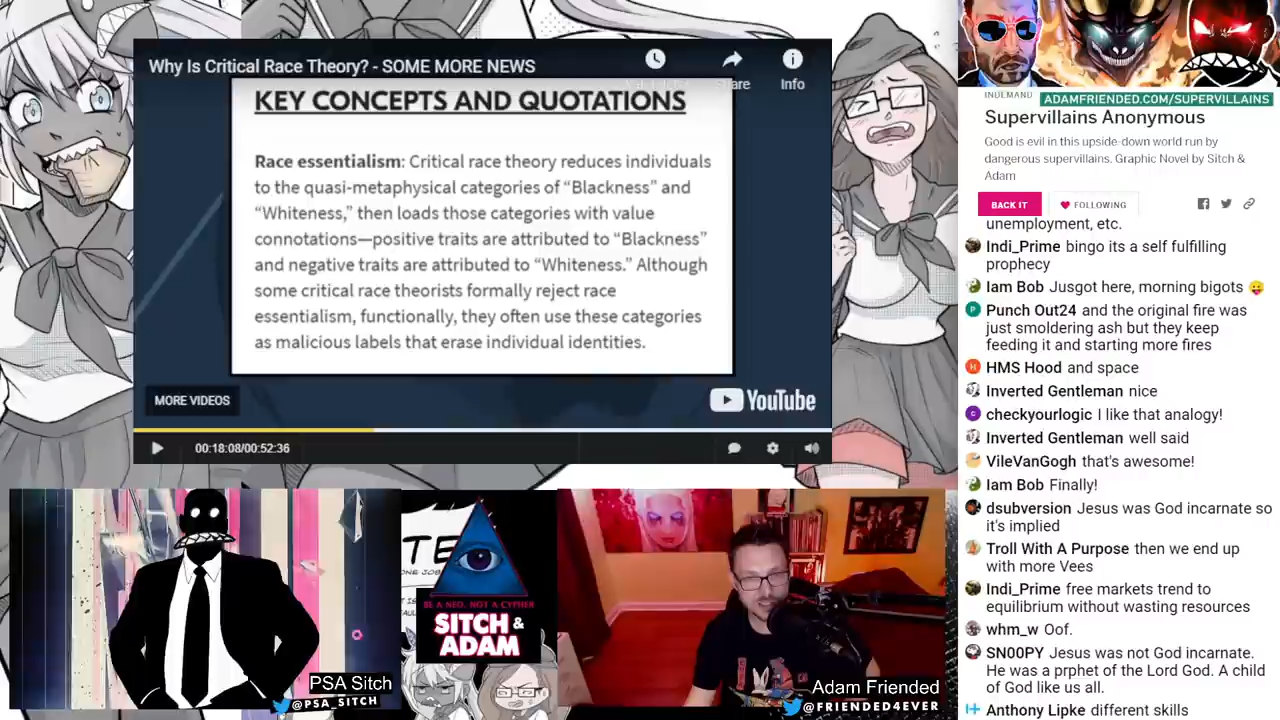 Why Is Critical Race Theory? - SOME MORE NEWS
Share
Info
KEY CONCEPTS AND QUOTATIONS
Race essentialism: Critical race theory reduces individuals
to the quasi-metaphysical categories of “Blackness” and
“Whiteness,” then loads those categories with value
connotations—positive traits are attributed to “Blackness”
and negative traits are attributed to “Whiteness.” Although
some critical race theorists formally reject race
essentialism, functionally, they often use these categories
as malicious labels that erase individual identities.
MORE VIDEOS
YouTube
00:18:08/00:52:36
BE A NEO, NOT A CYPHER
SITCH &
ADAM
PSA Sitch
@PSA_SITCH
Adam Friended
@FRIENDED4EVER
INDEMAND
ADAMFRIENDED.COM/SUPERVILLAINS
Supervillains Anonymous
Good is evil in this upside-down world run by
dangerous supervillains. Graphic Novel by Sitch &
Adam
BACK IT
FOLLOWING
unemployment, etc.
Indi_Prime bingo its a self fulfilling
prophecy
Iam Bob Jusgot here, morning bigots 😛
Punch Out24 and the original fire was
just smoldering ash but they keep
feeding it and starting more fires
HMS Hood and space
Inverted Gentleman nice
checkyourlogic I like that analogy!
Inverted Gentleman well said
VileVanGogh that's awesome!
Iam Bob Finally!
dsubversion Jesus was God incarnate so
it's implied
Troll With A Purpose then we end up
with more Vees
Indi_Prime free markets trend to
equilibrium without wasting resources
whm_w Oof.
SN00PY Jesus was not God incarnate.
He was a prphet of the Lord God. A child
of God like us all.
Anthony Lipke different skills